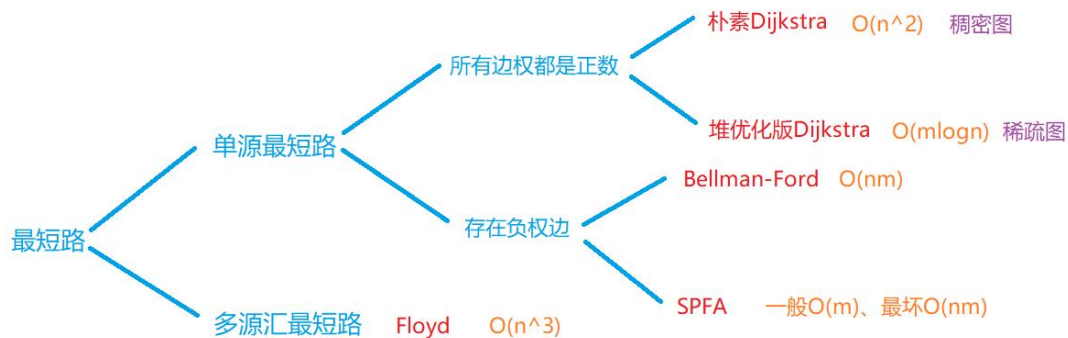 朴素Dijkstra O(n^2) 稠密图
所有边权都是正数
单源最短路
堆优化版Dijkstra O(mlogn) 稀疏图
Bellman-Ford O(nm)
最短路
存在负权边
SPFA 一般O(m)、最坏O(nm)
多源汇最短路 Floyd O(n^3)